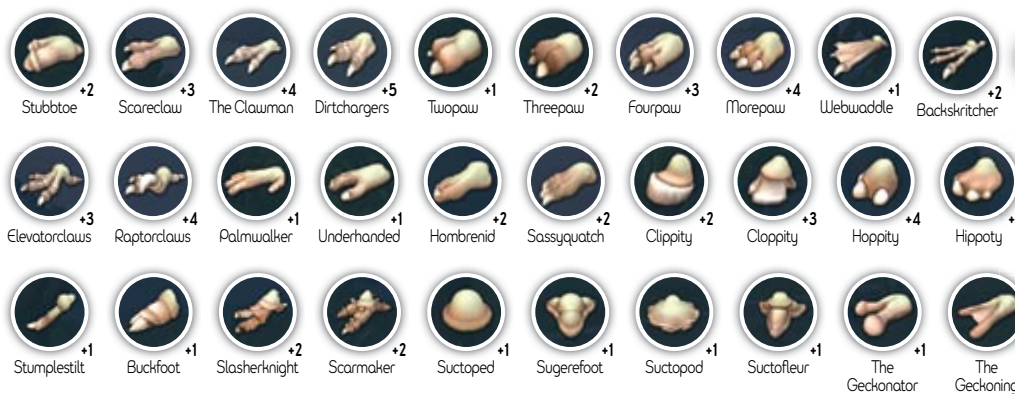 +2 +3 +4 +5 +1 +2 +3 +4 +1 +2
Stubbtoe Scareclaw The Clawman Dirtchargers Twopaw Threepaw Fourpaw Morepaw Webwaddle Backskritcher
+3 +4 +1 +1 +2 +2 +2 +3 +4
Elevatorclaws Raptorclaws Palmwalker Underhanded Hombrenid Sassyquatch Clippity Cloppity Hoppity Hippoty
+1 +1 +2 +2 +1 +1 +1 +1 +1
Stumplestilt Buckfoot Slasherknight Scarmaker Suctoped Sugerefoot Suctopod Suctofleur The The
Geckonator Geckoning